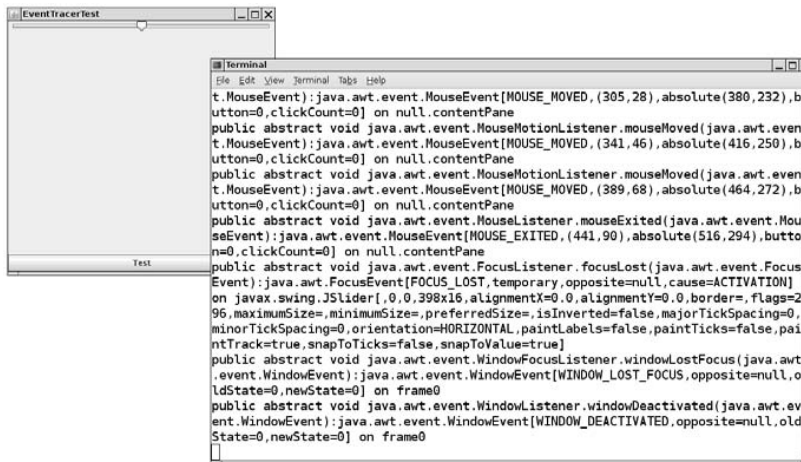 EventTracerTest
Test
Terminal
File Edit View Terminal Tabs Help
t.MouseEvent):java.awt.event.MouseEvent[MOUSE_MOVED,(305,28),absolute(380,232),b
utton=0,clickCount=0] on null.contentPane
public abstract void java.awt.event.MouseMotionListener.mouseMoved(java.awt.even
t.MouseEvent):java.awt.event.MouseEvent[MOUSE_MOVED,(341,46),absolute(416,250),b
utton=0,clickCount=0] on null.contentPane
public abstract void java.awt.event.MouseMotionListener.mouseMoved(java.awt.even
t.MouseEvent):java.awt.event.MouseEvent[MOUSE_MOVED,(389,68),absolute(464,272),b
utton=0,clickCount=0] on null.contentPane
public abstract void java.awt.event.MouseListener.mouseExited(java.awt.event.Mou
seEvent):java.awt.event.MouseEvent[MOUSE_EXITED,(441,90),absolute(516,294),butto
n=0,clickCount=0] on null.contentPane
public abstract void java.awt.event.FocusListener.focusLost(java.awt.event.Focus
Event):java.awt.FocusEvent[FOCUS_LOST,temporary,opposite=null,cause=ACTIVATION]
on javax.swing.JSlider[,0,0,398x16,alignmentX=0.0,alignmentY=0.0,border=,flags=2
96,maximumSize=,minimumSize=,preferredSize=,isInverted=false,majorTickSpacing=0,
minorTickSpacing=0,orientation=HORIZONTAL,paintLabels=false,paintTicks=false,pai
ntTrack=true,snapToTicks=false,snapToValue=true]
public abstract void java.awt.event.WindowFocusListener.windowLostFocus(java.awt
.event.WindowEvent):java.awt.event.WindowEvent[WINDOW_LOST_FOCUS,opposite=null,o
ldState=0,newState=0] on frame0
public abstract void java.awt.event.WindowListener.windowDeactivated(java.awt.ev
ent.WindowEvent):java.awt.event.WindowEvent[WINDOW_DEACTIVATED,opposite=null,old
State=0,newState=0] on frame0